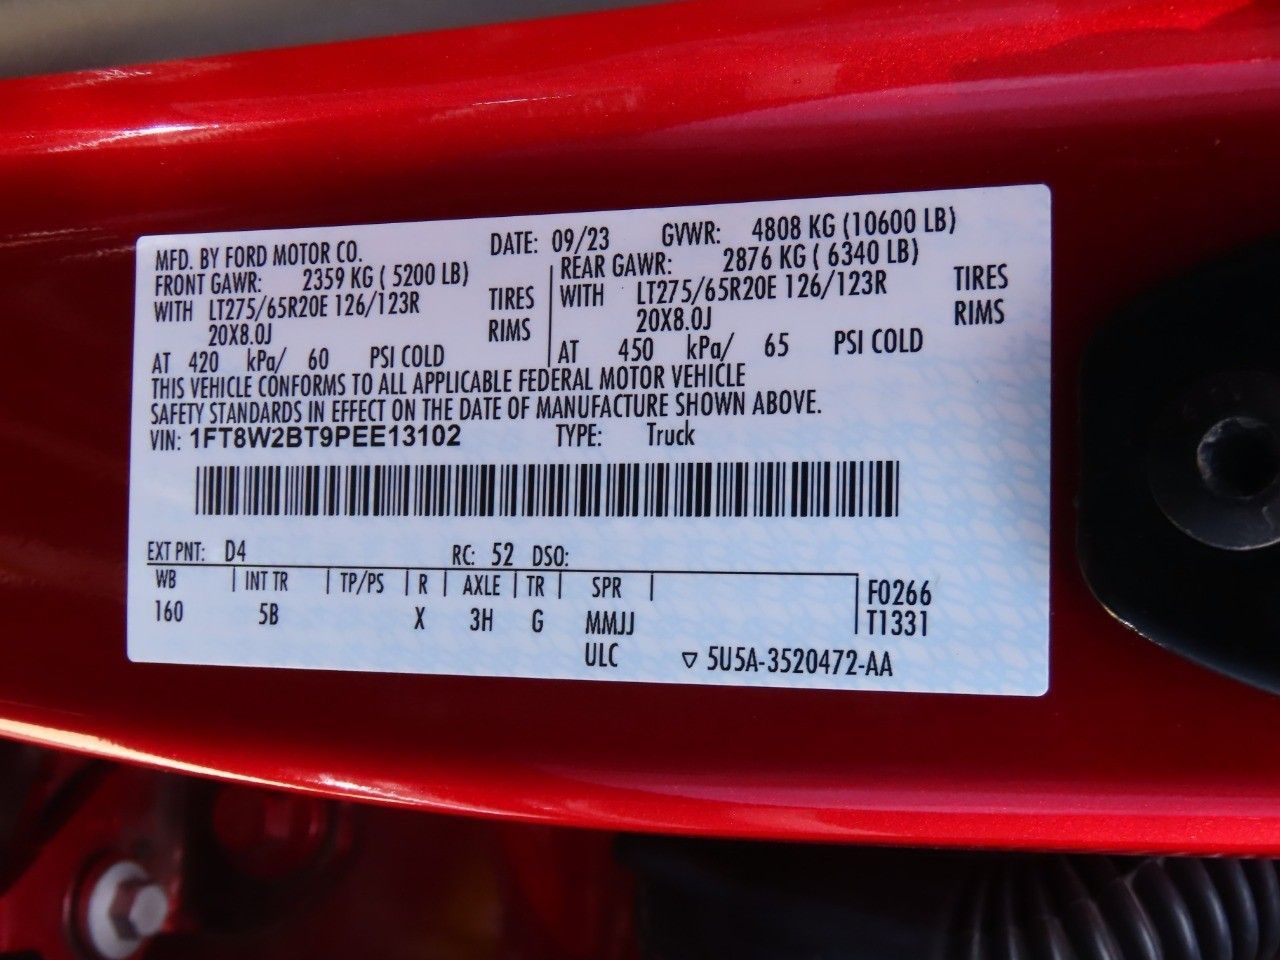 MFD. BY FORD MOTOR CO. DATE: 09/23 GVWR: 4808 KG (10600 LB)
FRONT GAWR: 2359 KG ( 5200 LB) REAR GAWR: 2876 KG ( 6340 LB)
WITH LT275/65R20E 126/123R TIRES WITH LT275/65R20E 126/123R TIRES
20X8.0J RIMS 20X8.0J RIMS
AT 420 kPa/ 60 PSI COLD AT 450 kPa/ 65 PSI COLD
THIS VEHICLE CONFORMS TO ALL APPLICABLE FEDERAL MOTOR VEHICLE
SAFETY STANDARDS IN EFFECT ON THE DATE OF MANUFACTURE SHOWN ABOVE.
VIN: 1FT8W2BT9PEE13102 TYPE: Truck
EXT PNT: D4 RC: 52 DSO:
WB INT TR TP/PS R AXLE TR SPR F0266
160 5B X 3H G MMJJ T1331
ULC ▽ 5U5A-3520472-AA